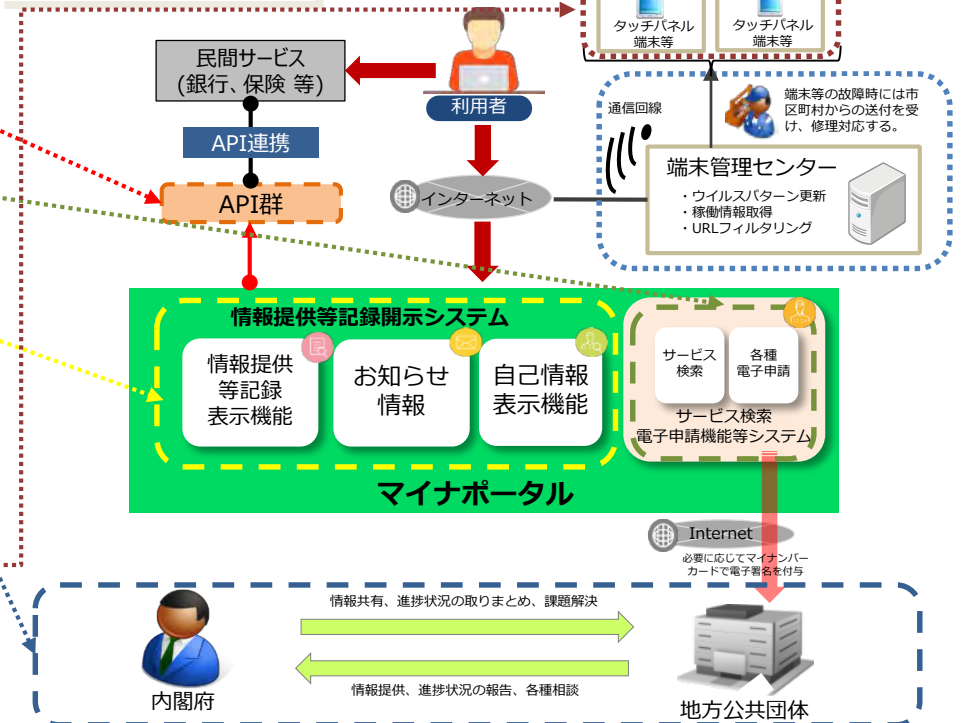 タッチパネル
端末等
タッチパネル
端末等
民間サービス
(銀行、保険 等)
利用者
通信回線
端末等の故障時には市
区町村からの送付を受
け、修理対応する。
API連携
端末管理センター
・ウイルスパターン更新
・稼働情報取得
・URLフィルタリング
API群
インターネット
情報提供等記録開示システム
情報提供
等記録
表示機能
お知らせ
情報
自己情報
表示機能
サービス
検索
各種
電子申請
サービス検索
電子申請機能等システム
マイナポータル
Internet
必要に応じてマイナンバー
カードで電子署名を付与
情報共有、進捗状況の取りまとめ、課題解決
情報提供、進捗状況の報告、各種相談
内閣府
地方公共団体